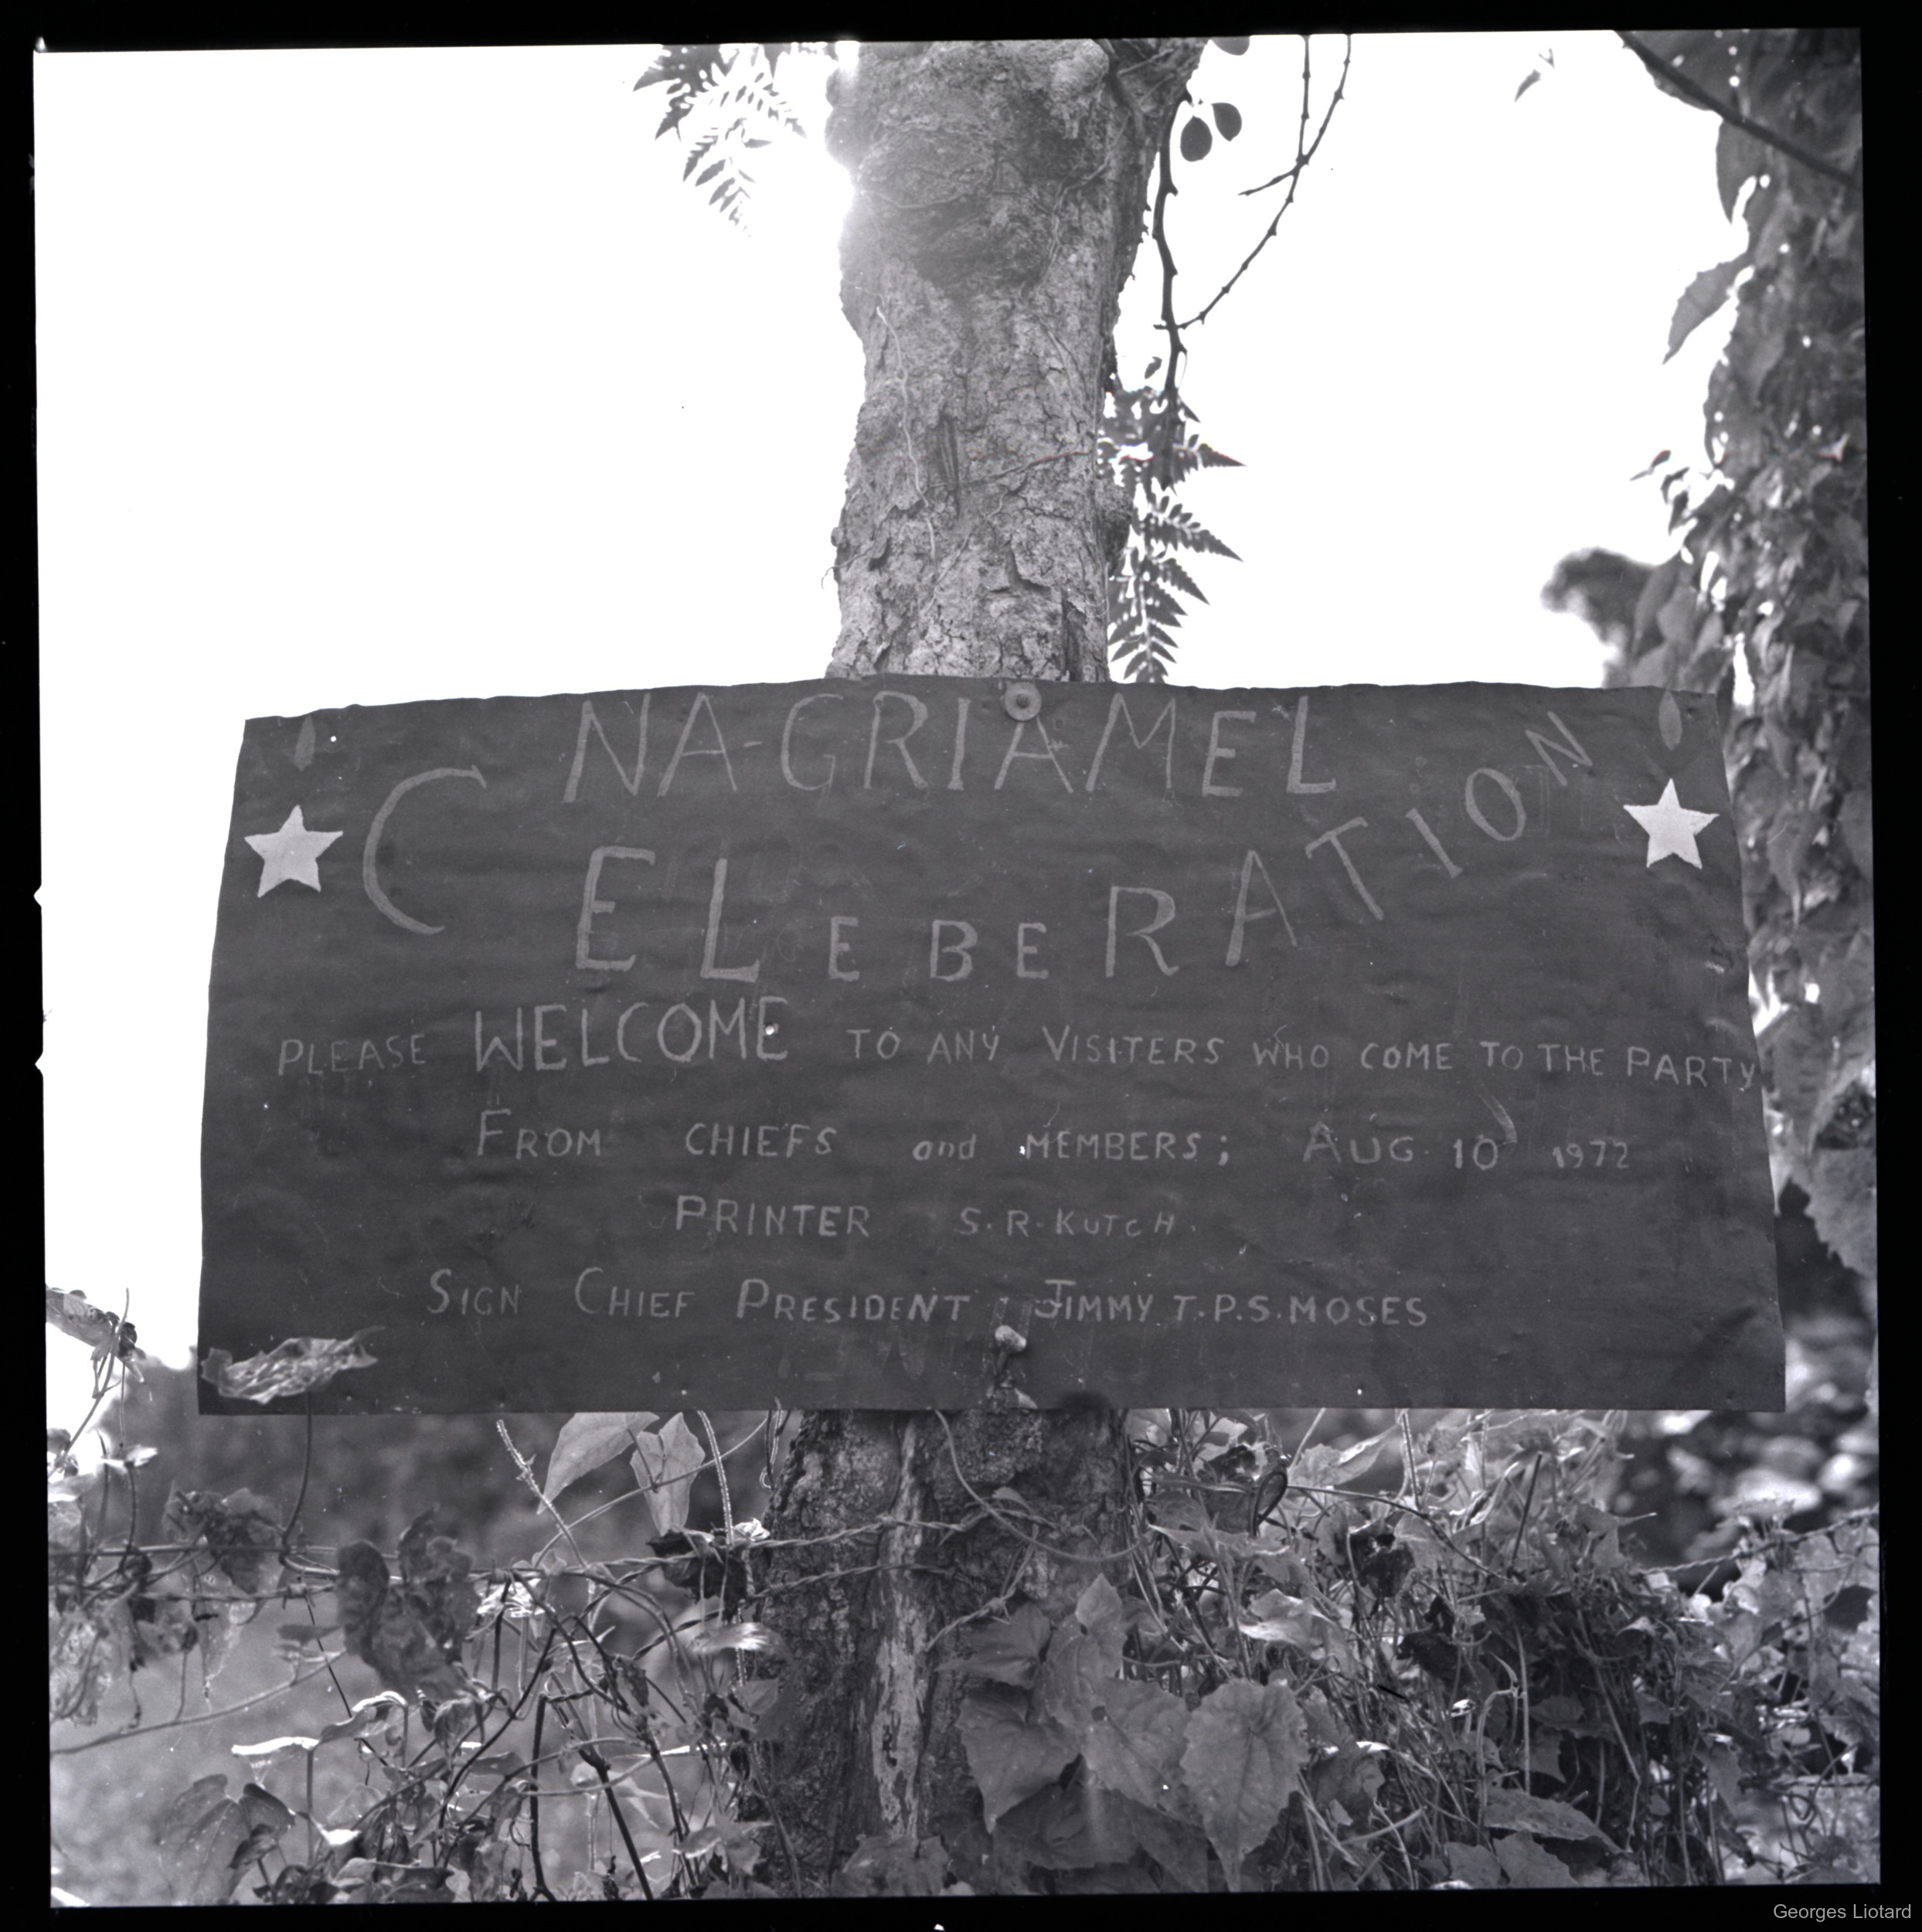 NA-GRIAMEL
CELEBERATION
PLEASE WELCOME TO ANY VISITERS WHO COME TO THE PARTY
FROM CHIEFS and MEMBERS; AUG. 10 1972
PRINTER S.R. KUTCH.
SIGN CHIEF PRESIDENT JIMMY T.P.S. MOSES
Georges Liotard